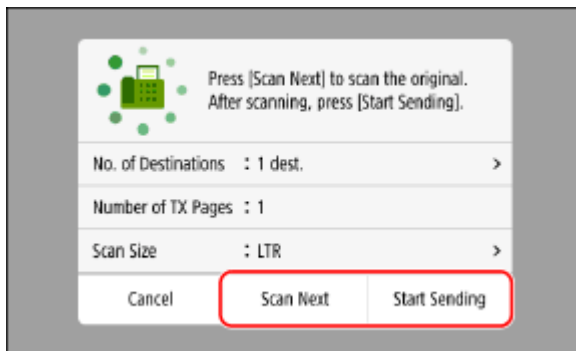 Press [Scan Next] to scan the original.
After scanning, press [Start Sending].
No. of Destinations : 1 dest. >
Number of TX Pages : 1
Scan Size : LTR >
Cancel Scan Next Start Sending